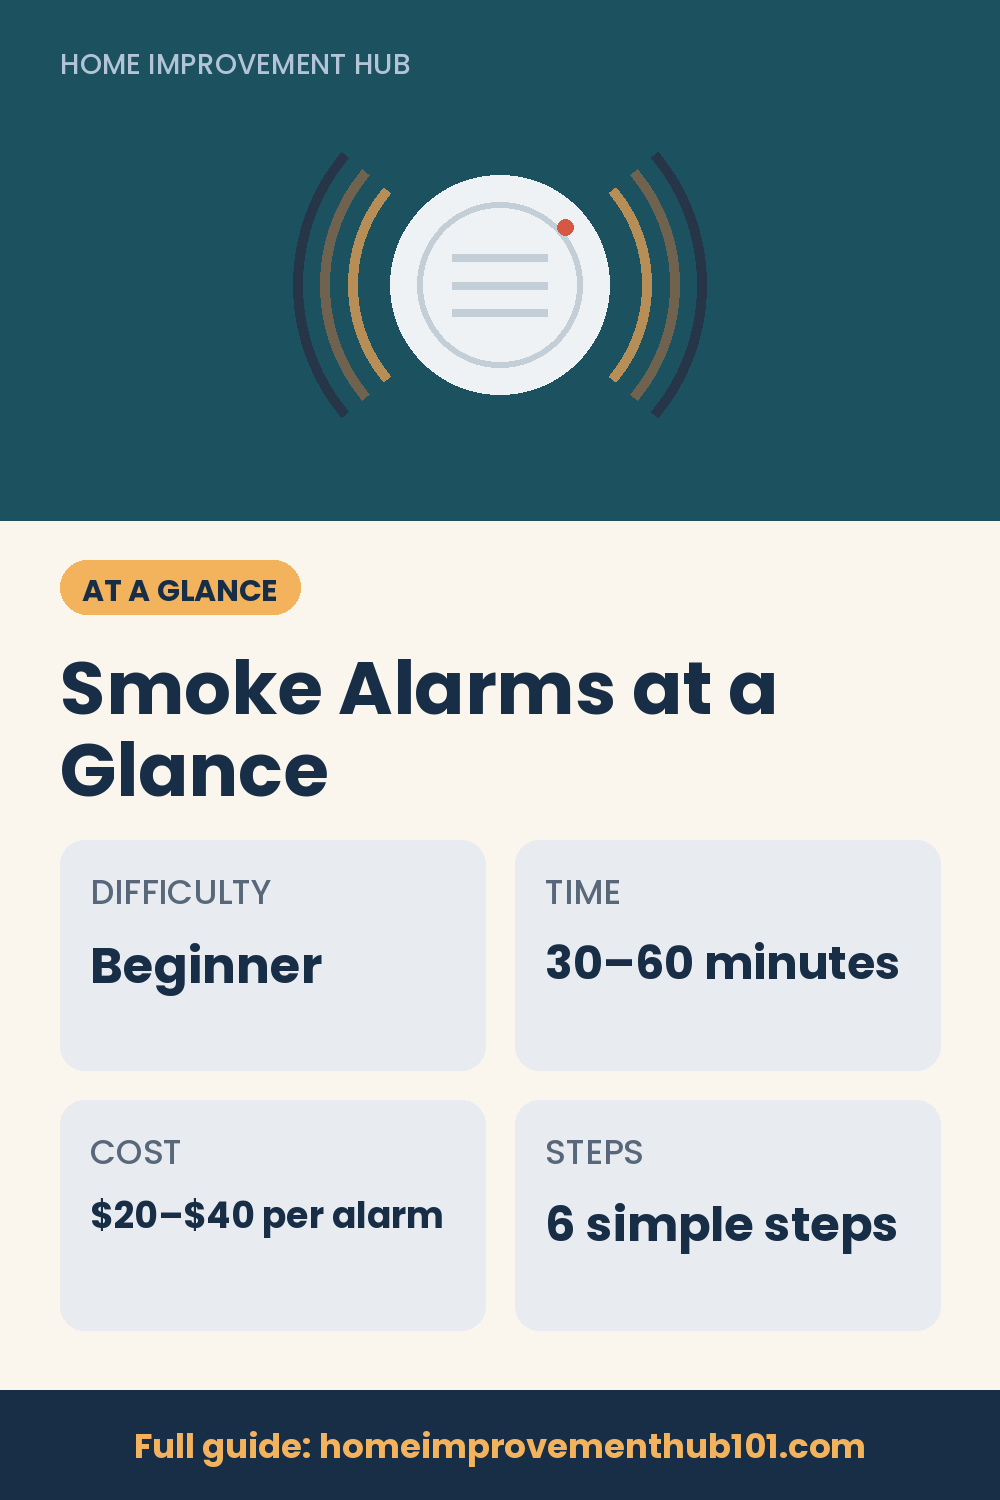 HOME IMPROVEMENT HUB
AT A GLANCE
Smoke Alarms at a
Glance
DIFFICULTY
Beginner
TIME
30–60 minutes
COST
$20–$40 per alarm
STEPS
6 simple steps
Full guide: homeimprovementhub101.com